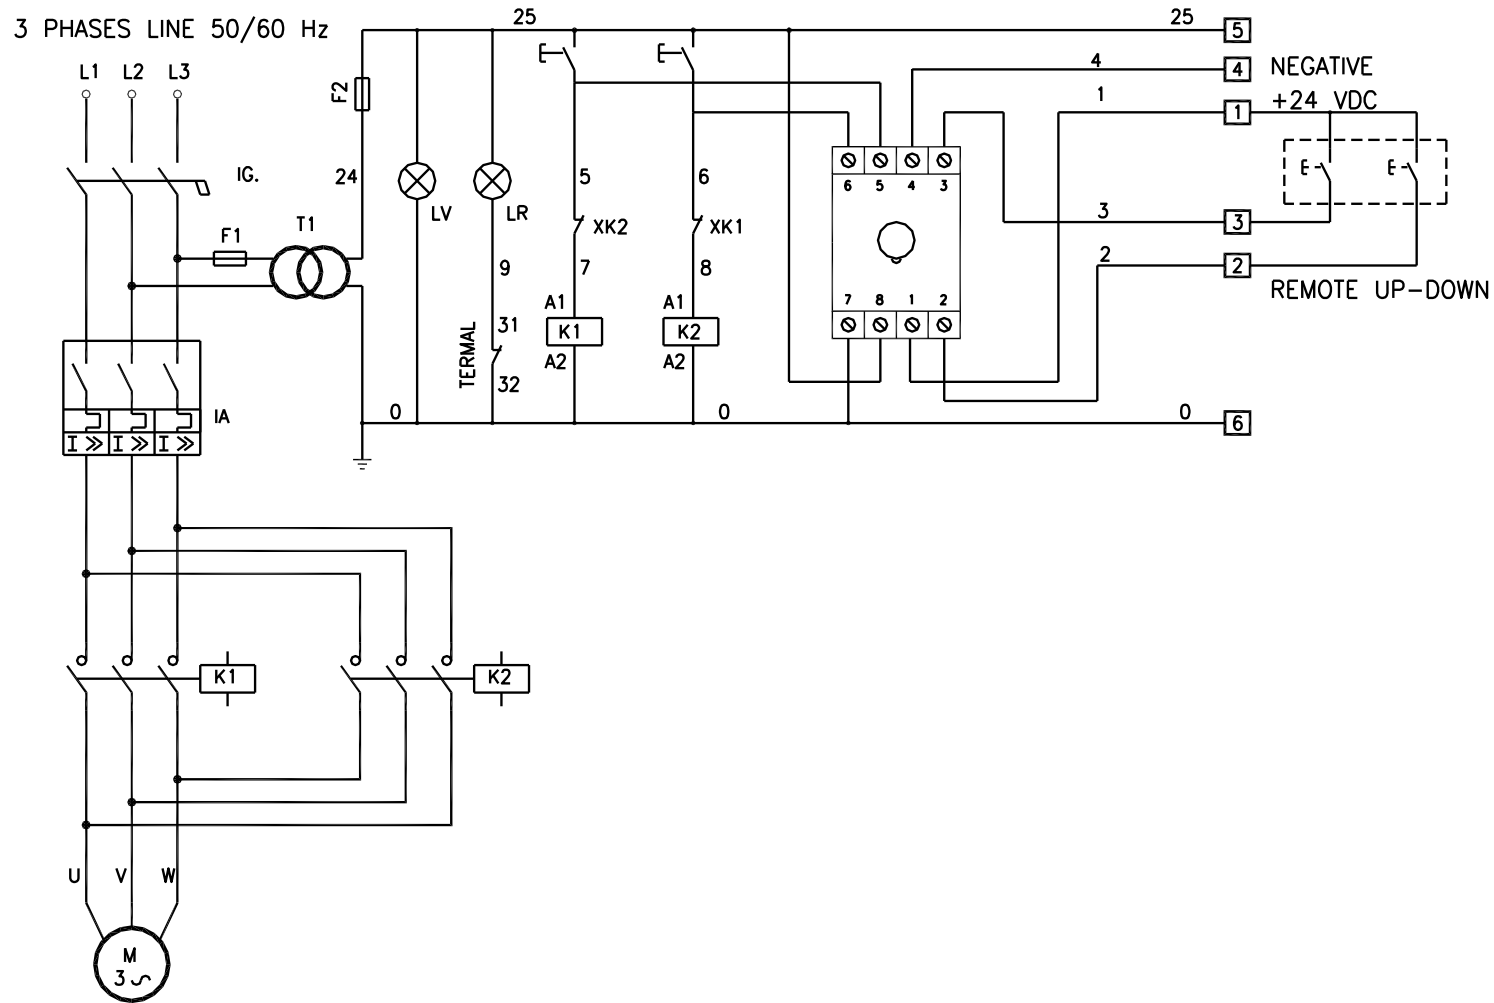 3 PHASES LINE 50/60 Hz
25
25
5
L1 L2 L3
4
4
NEGATIVE
F2
1
1
+24 VDC
IG.
24
5
6
6 5 4 3
LV
LR
XK2
XK1
3
3
F1
T1
9
7
8
2
2
REMOTE UP-DOWN
TERMAL
31
A1
A1
7 8 1 2
K1
K2
32
A2
A2
IA
0
0
0
6
I I I
K1
K2
U V W
M
3